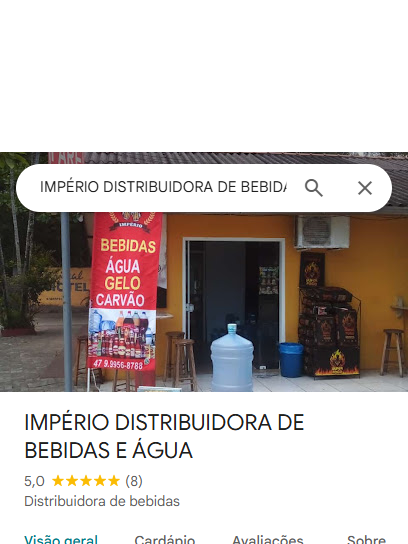 IMPÉRIO DISTRIBUIDORA DE BEBIDA
IMPÉRIO
BEBIDAS
ÁGUA
GELO
CARVÃO
47 9.9956-8788
IMPÉRIO DISTRIBUIDORA DE
BEBIDAS E ÁGUA
5,0 (8)
Distribuidora de bebidas
Visão geral Cardápio Avaliações Sobre